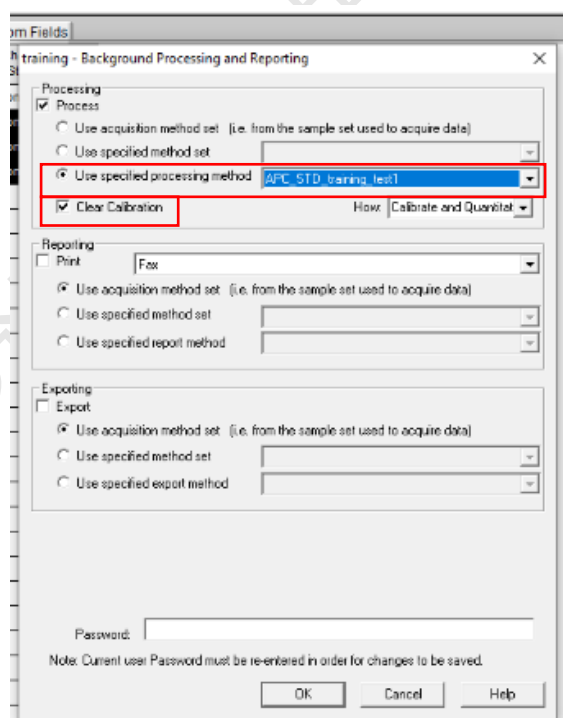 om Fields
training - Background Processing and Reporting
Processing
Process
Use acquisition method set (i.e. from the sample set used to acquire data)
Use specified method set
Use specified processing method APC_STD_training_test1
Clear Calibration How: Calibrate and Quantitat
Reporting
Print Fax
Use acquisition method set (i.e. from the sample set used to acquire data)
Use specified method set
Use specified report method
Exporting
Export
Use acquisition method set (i.e. from the sample set used to acquire data)
Use specified method set
Use specified export method
Password:
Note: Current user Password must be re-entered in order for changes to be saved.
OK Cancel Help